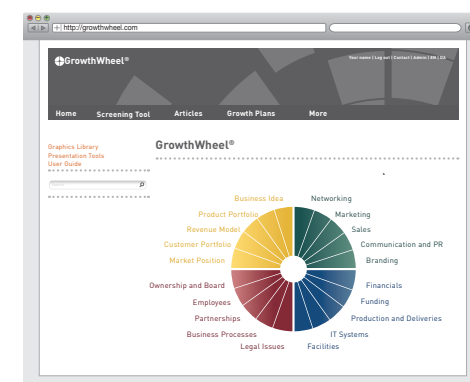 http://growthwheel.com
GrowthWheel®
Your name | Log out | Contact | Admin | EN | DA
Home Screening Tool Articles Growth Plans More
Graphics Library
Presentation Tools
User Guide
GrowthWheel®
Business Idea Networking
Product Portfolio Marketing
Revenue Model Sales
Customer Portfolio Communication and PR
Market Position Branding
Ownership and Board Financials
Employees Funding
Partnerships Production and Deliveries
Business Processes IT Systems
Legal Issues Facilities